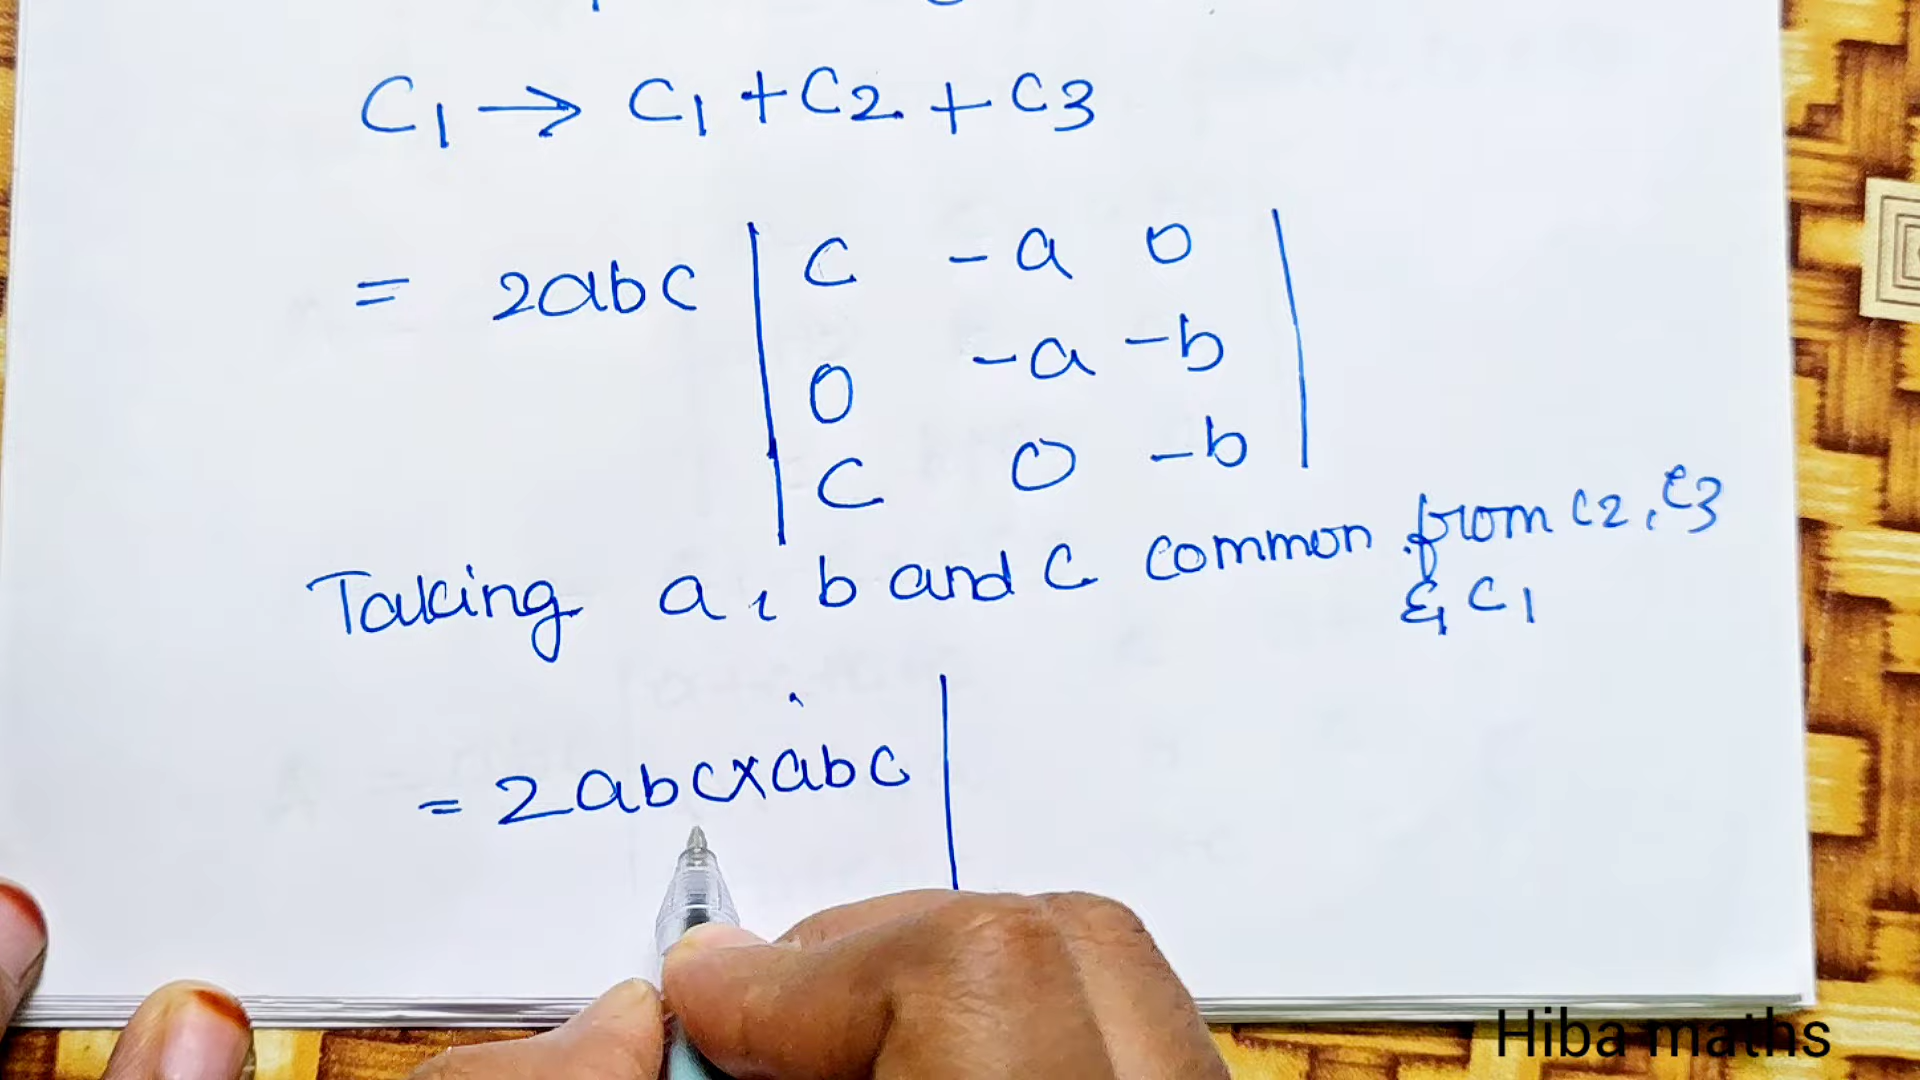 C1 → C1 + C2 + C3
= 2abc | C -a 0 |
0 -a -b
C 0 -b
Taking a, b and c common from C2, C3
& C1
= 2abc×abc |
Hiba maths